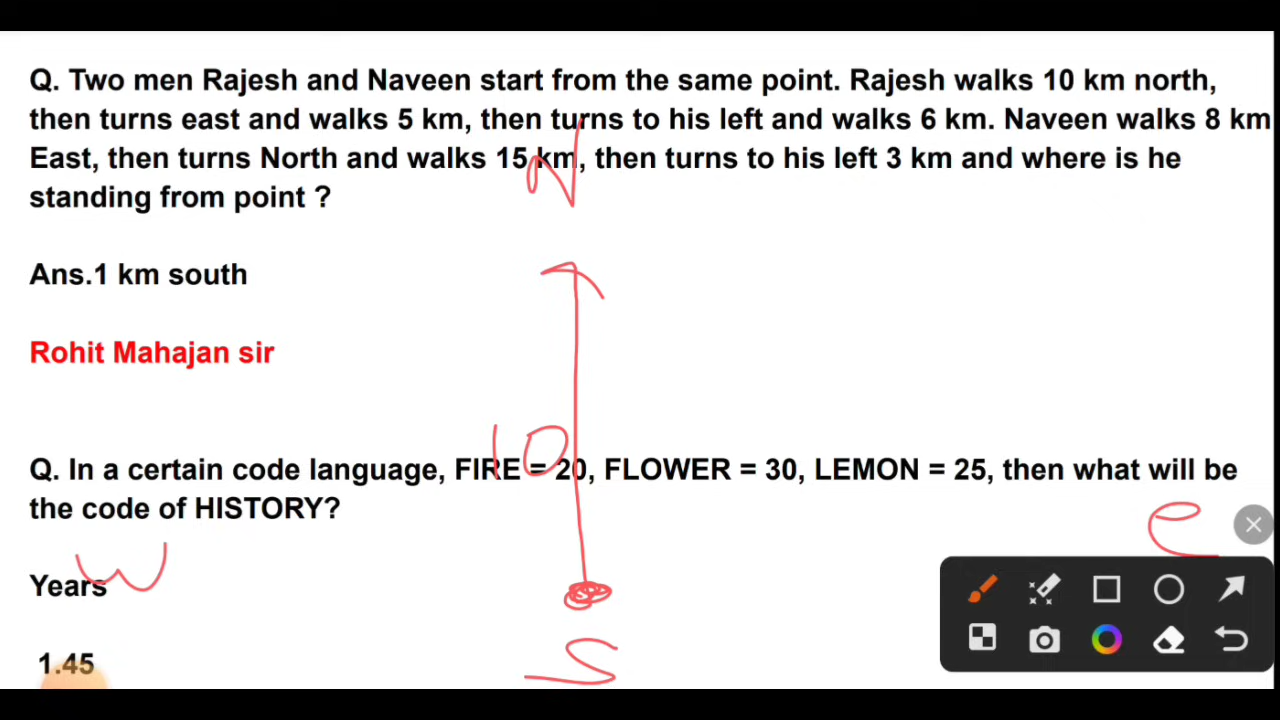 Q. Two men Rajesh and Naveen start from the same point. Rajesh walks 10 km north,
then turns east and walks 5 km, then turns to his left and walks 6 km. Naveen walks 8 km
East, then turns North and walks 15 km, then turns to his left 3 km and where is he
standing from point ?
N
Ans.1 km south
Rohit Mahajan sir
10
Q. In a certain code language, FIRE = 20, FLOWER = 30, LEMON = 25, then what will be
the code of HISTORY?
e
W
Years
S
1.45